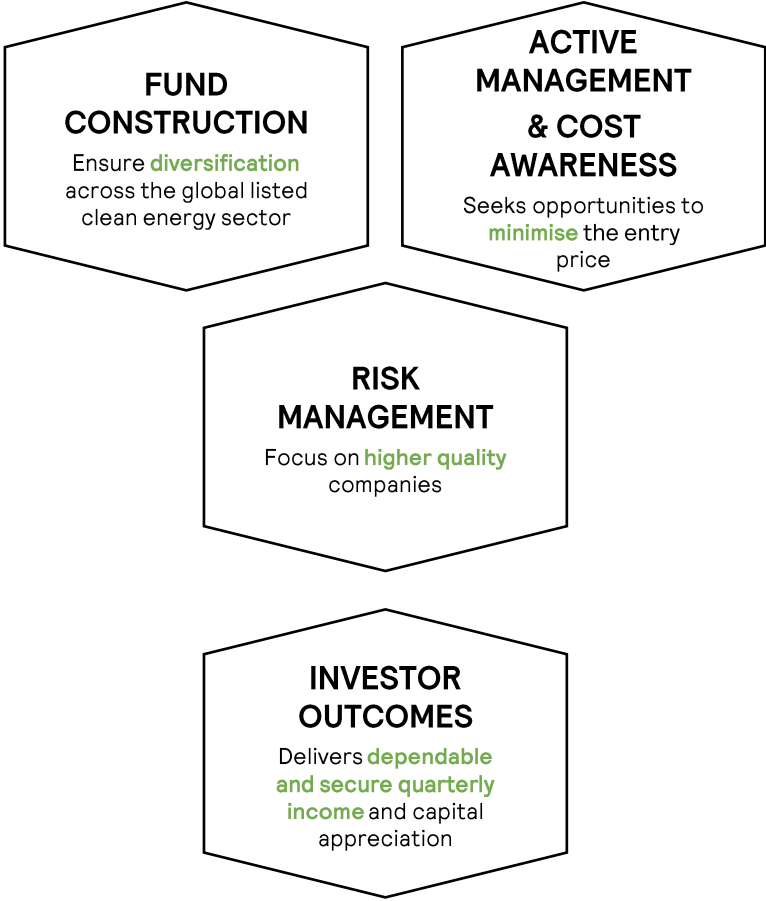 FUND
CONSTRUCTION
Ensure diversification
across the global listed
clean energy sector
ACTIVE
MANAGEMENT
& COST
AWARENESS
Seeks opportunities to
minimise the entry
price
RISK
MANAGEMENT
Focus on higher quality
companies
INVESTOR
OUTCOMES
Delivers dependable
and secure quarterly
income and capital
appreciation